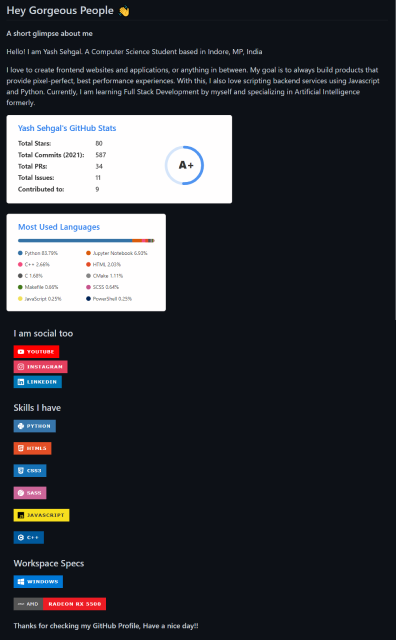 Hey Gorgeous People 👋
A short glimpse about me
Hello! I am Yash Sehgal. A Computer Science Student based in Indore, MP, India
I love to create frontend websites and applications, or anything in between. My goal is to always build products that
provide pixel-perfect, best performance experiences. With this, I also love scripting backend services using Javascript
and Python. Currently, I am learning Full Stack Development by myself and specializing in Artificial Intelligence
formerly.
Yash Sehgal's GitHub Stats
Total Stars: 80
Total Commits (2021): 587
Total PRs: 34
Total Issues: 11
Contributed to: 9
A+
Most Used Languages
Python 83.79% Jupyter Notebook 6.92%
C++ 2.66% HTML 2.03%
C 1.68% CMake 1.11%
Makefile 0.86% SCSS 0.64%
JavaScript 0.25% PowerShell 0.25%
I am social too
YOUTUBE
INSTAGRAM
LINKEDIN
Skills I have
PYTHON
HTML5
CSS3
SASS
JAVASCRIPT
C++
Workspace Specs
WINDOWS
AMD RADEON RX 5500
Thanks for checking my GitHub Profile, Have a nice day!!